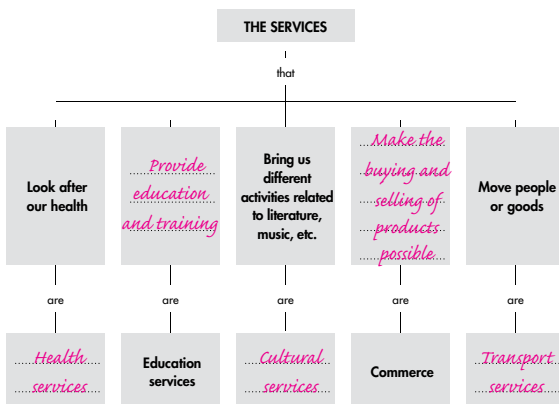 THE SERVICES
that
Look after
our health
Provide
education
and training
Bring us
different
activities related
to literature,
music, etc.
Make the
buying and
selling of
products
possible
Move people
or goods
are
are
are
are
are
Health
services
Education
services
Cultural
services
Commerce
Transport
services